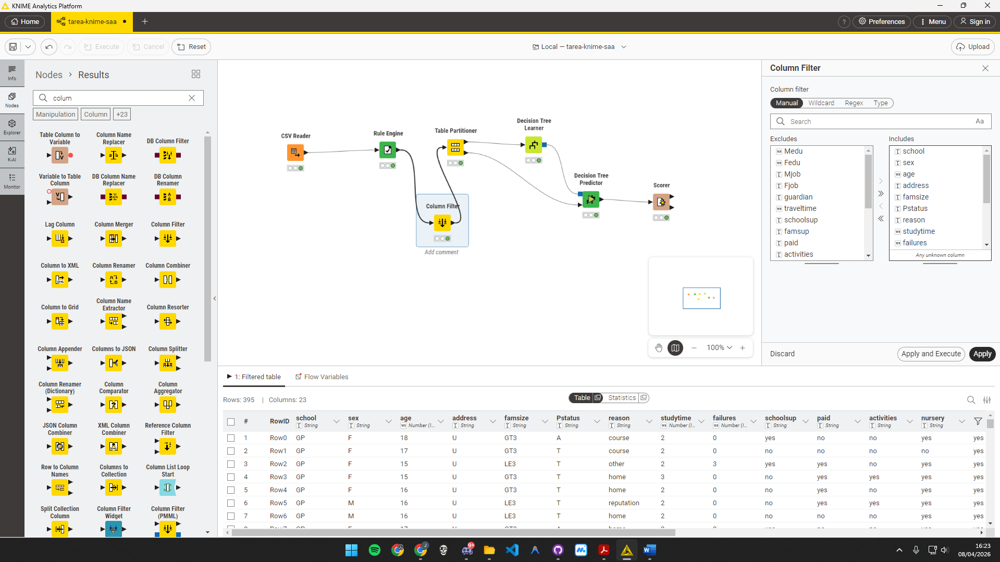 KNIME Analytics Platform
Home
tarea-knime-saa
?
Preferences
Menu
Sign in
Execute
Cancel
Reset
Local — tarea-knime-saa
Upload
Info
Nodes
Explorer
K-AI
Monitor
Nodes > Results
colum
Manipulation
Column
+23
Table Column to Variable
Column Name Replacer
DB Column Filter
Variable to Table Column
DB Column Name Replacer
DB Column Renamer
Lag Column
Column Merger
Column Filter
Column to XML
Column Renamer
Column Combiner
Column to Grid
Column Name Extractor
Column Resorter
Column Appender
Columns to JSON
Column Splitter
Column Renamer (Dictionary)
Column Comparator
Column Aggregator
JSON Column Combiner
XML Column Combiner
Reference Column Filter
Row to Column Names
Columns to Collection
Column List Loop Start
Split Collection Column
Column Filter Widget
Column Filter (PMML)
CSV Reader
Rule Engine
Table Partitioner
Decision Tree Learner
Decision Tree Predictor
Scorer
Column Filter
Add comment
100%
Column Filter
Column filter
Manual
Wildcard
Regex
Type
Search
Aa
Excludes
Medu
Fedu
Mjob
Fjob
guardian
traveltime
schoolsup
famsup
paid
activities
Includes
school
sex
age
address
famsize
Pstatus
reason
studytime
failures
Any unknown column
Discard
Apply and Execute
Apply
1: Filtered table
Flow Variables
Rows: 395 | Columns: 23
Table
Statistics
# RowID school sex age address famsize Pstatus reason studytime failures schoolsup paid activities nursery
String String Number (I... String String String String Number (I... Number (I... String String String String
1 Row0 GP F 18 U GT3 A course 2 0 yes no no yes yes
2 Row1 GP F 17 U GT3 T course 2 0 no no no no yes
3 Row2 GP F 15 U LE3 T other 2 3 yes yes no yes yes
4 Row3 GP F 15 U GT3 T home 3 0 no yes yes yes yes
5 Row4 GP F 16 U GT3 T home 2 0 no yes no yes yes
6 Row5 GP M 16 U LE3 T reputation 2 0 no yes yes yes yes
7 Row6 GP M 16 U LE3 T home 2 0 no no no yes yes
9+
16:23
08/04/2026